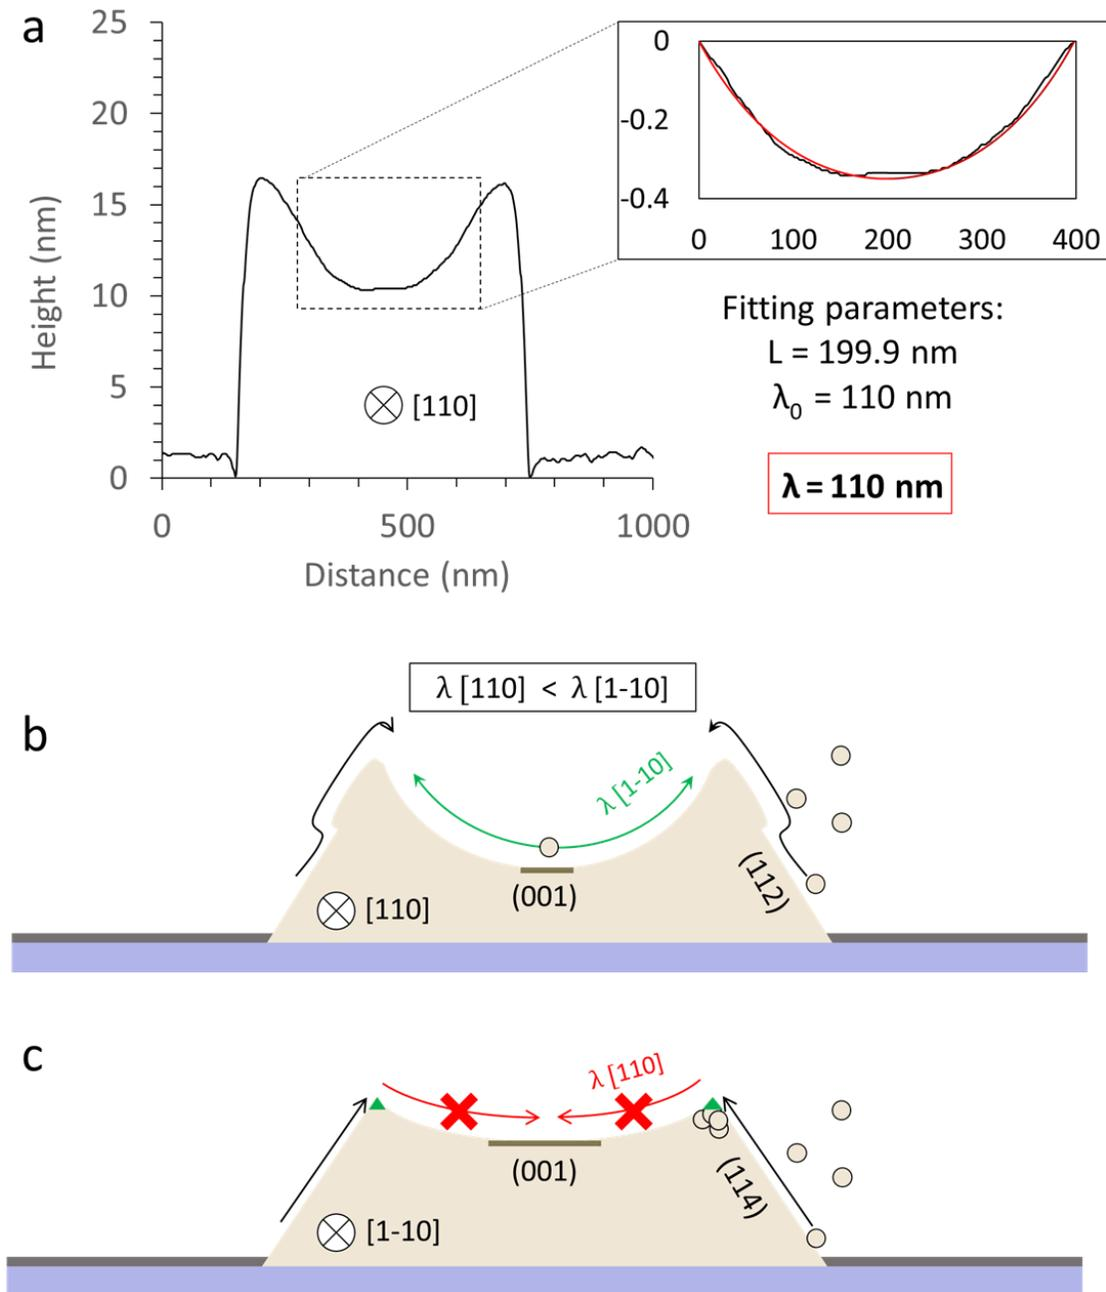 a
25
20
15
10
5
0
Height (nm)
0 500 1000
Distance (nm)
[110]
0
-0.2
-0.4
0 100 200 300 400
Fitting parameters:
L = 199.9 nm
λ0 = 110 nm
λ = 110 nm
b
λ [110] < λ [1-10]
λ [1-10]
(001)
(112)
[110]
c
λ [110]
(001)
(114)
[1-10]